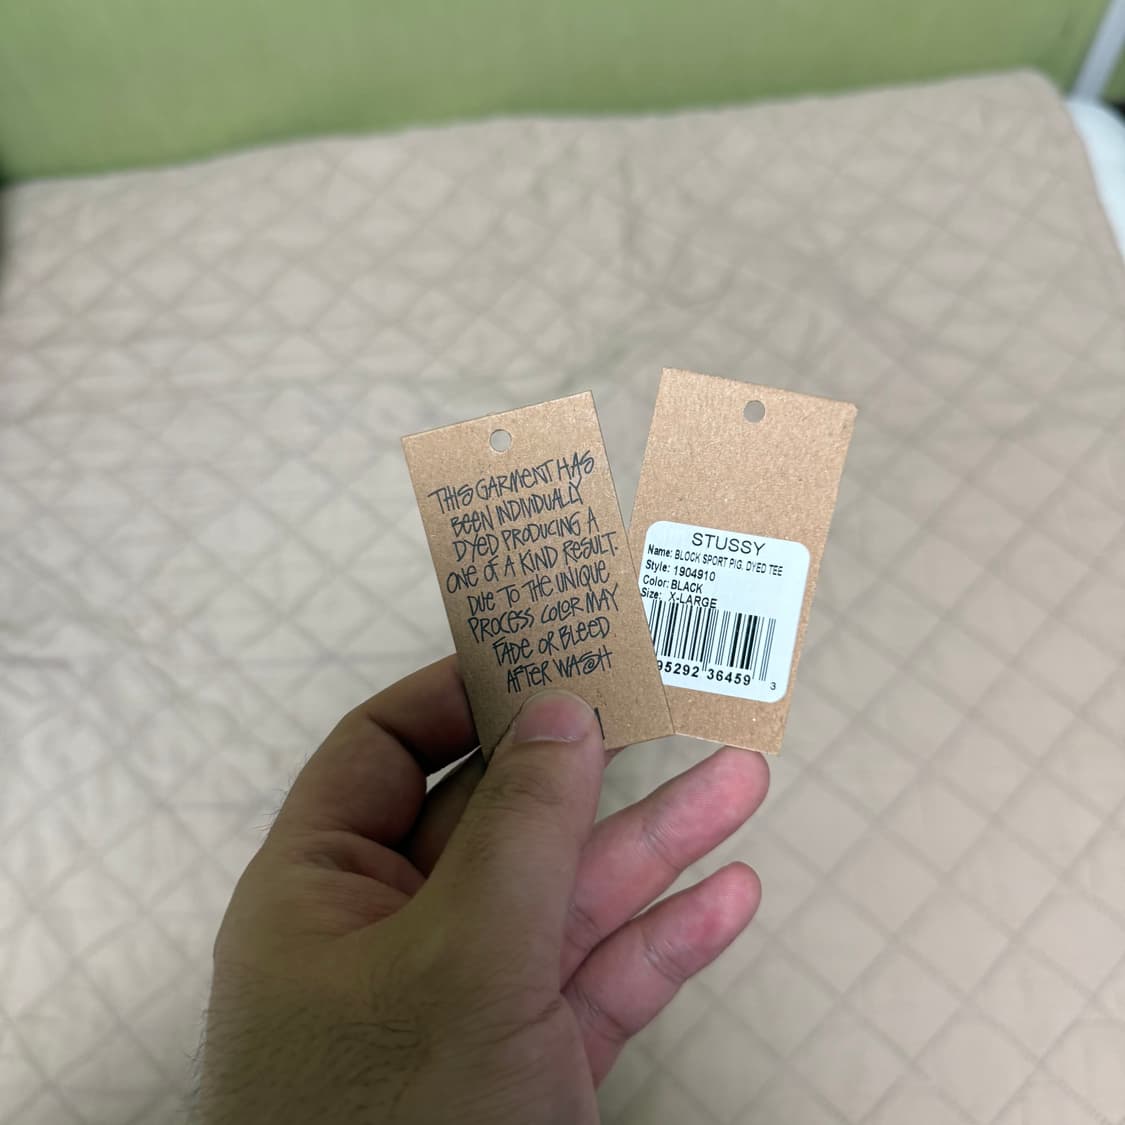 THIS GARMENT HAS
BEEN INDIVIDUALLY
DYED PRODUCING A
ONE OF A KIND RESULT.
DUE TO THE UNIQUE
PROCESS COLOR MAY
FADE OR BLEED
AFTER WASH
STUSSY
Name: BLOCK SPORT PIG. DYED TEE
Style: 1904910
Color: BLACK
Size: X-LARGE
95292 36459 3